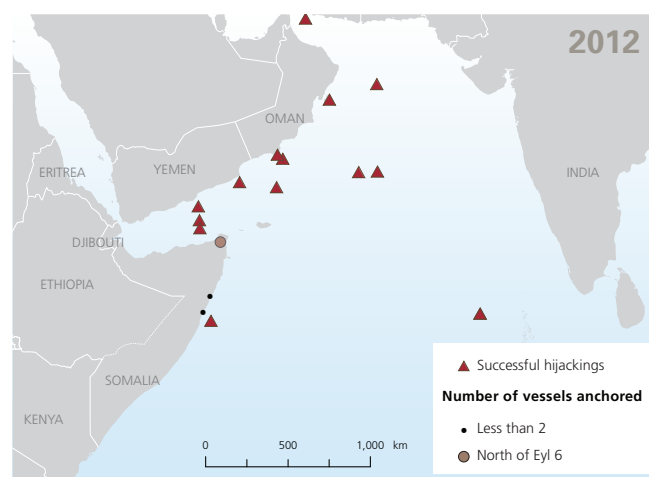 2012
OMAN
YEMEN
ERITREA
INDIA
DJIBOUTI
ETHIOPIA
SOMALIA
KENYA
Successful hijackings
Number of vessels anchored
Less than 2
North of Eyl 6
0 500 1,000 km